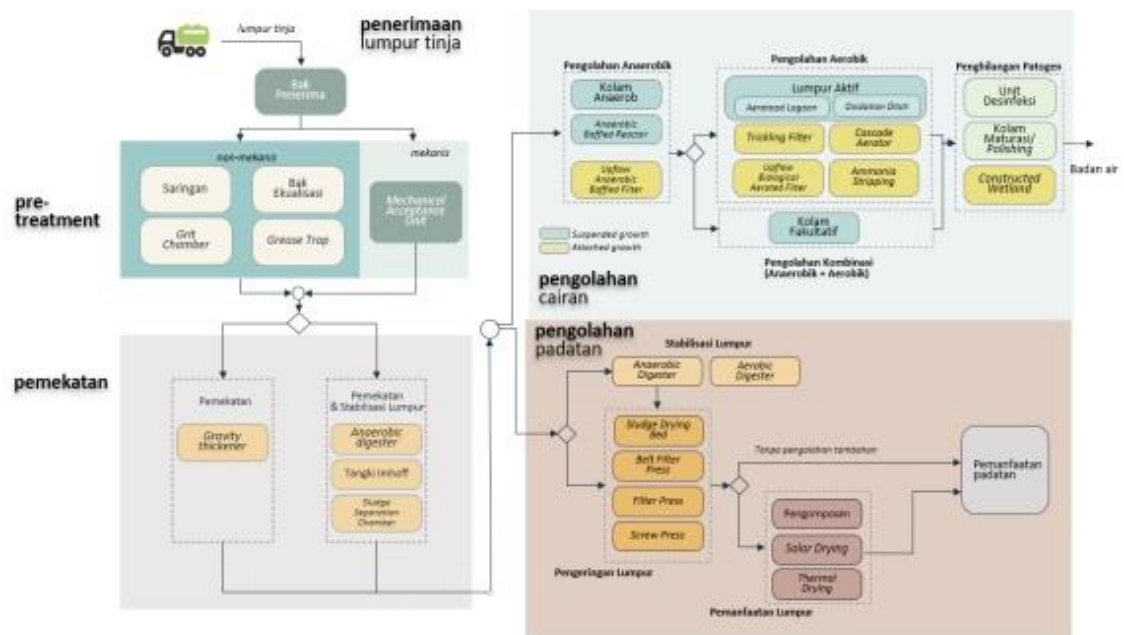 lumpur tinja
penerimaan
lumpur tinja
Bak
Penerima
pre-
treatment
non-mekanis
mekanis
Saringan
Bak
Ekualisasi
Grit
Chamber
Grease Trap
Mechanical
Acceptance
Unit
pemekatan
Pemekatan
Gravity
thickener
Pemekatan
& Stabilisasi Lumpur
Anaerobic
digester
Tangki Imhoff
Sludge
Separation
Chamber
Pengolahan Anaerobik
Kolam
Anaerob
Anaerobic
Baffled Reactor
Upflow
Anaerobic
Baffled Filter
Pengolahan Aerobik
Lumpur Aktif
Aerated Lagoon
Oxidation Ditch
Trickling Filter
Cascade
Aerator
Upflow
Biological
Aerated Filter
Ammonia
Stripping
Kolam
Fakultatif
Pengolahan Kombinasi
(Anaerobik + Aerobik)
Penghilangan Patogen
Unit
Desinfeksi
Kolam
Maturasi/
Polishing
Constructed
Wetland
Badan air
Suspended growth
Attached growth
pengolahan
cairan
pengolahan
padatan
Stabilisasi Lumpur
Anaerobic
Digester
Aerobic
Digester
Sludge Drying
Bed
Belt Filter
Press
Filter Press
Screw Press
Pengeringan Lumpur
Tanpa pengolahan tambahan
Pengomposan
Solar Drying
Thermal
Drying
Pemanfaatan Lumpur
Pemanfaatan
padatan